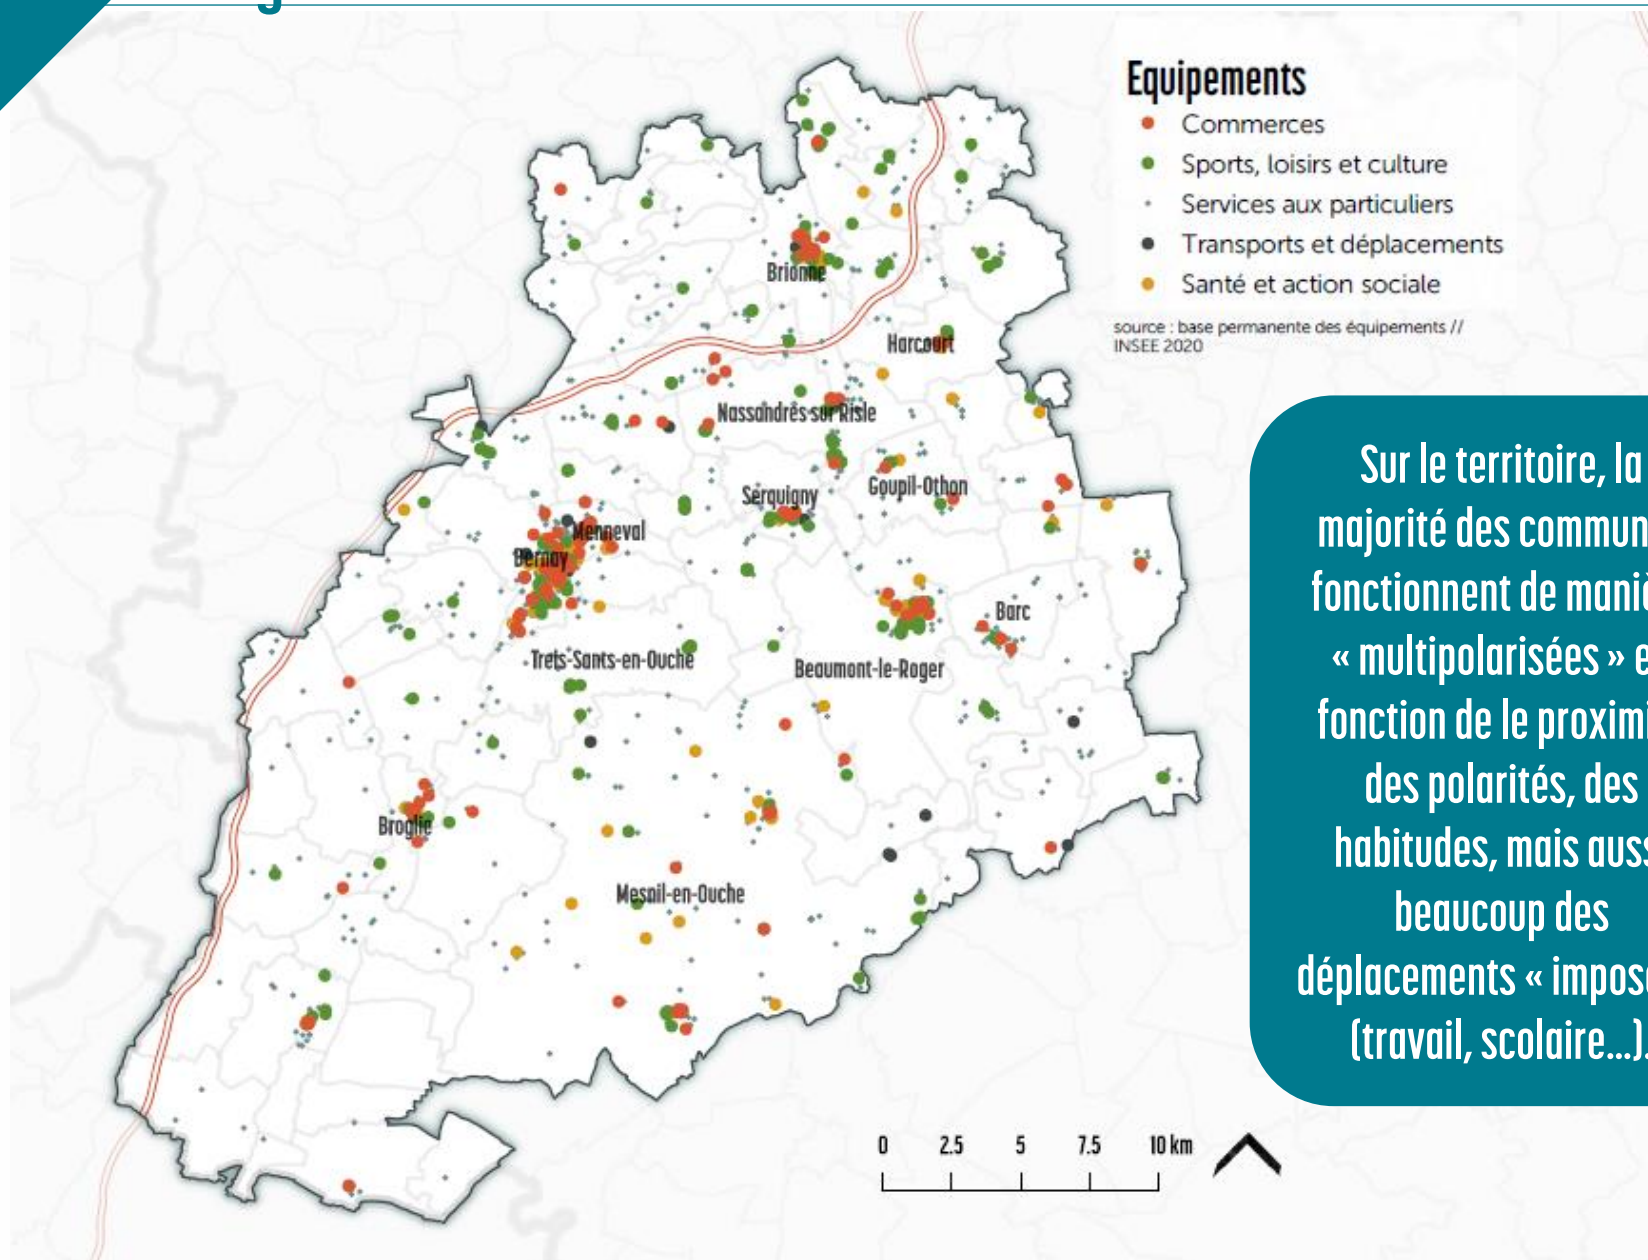 Equipements
Commerces
Sports, loisirs et culture
Services aux particuliers
Transports et déplacements
Santé et action sociale
source : base permanente des équipements //
INSEE 2020
Brionne
Harcourt
Nassandres-sur Risle
Serquigny
Goupil-Othon
Menneval
Bernay
Barc
Trets-Sants-en-Ouche
Beaumont-le-Roger
Broglie
Mesnil-en-Ouche
Sur le territoire, la
majorité des commun
fonctionnent de maniè
« multipolarisées » e
fonction de le proximi
des polarités, des
habitudes, mais auss
beaucoup des
déplacements « impos
(travail, scolaire...).
0 2.5 5 7.5 10 km